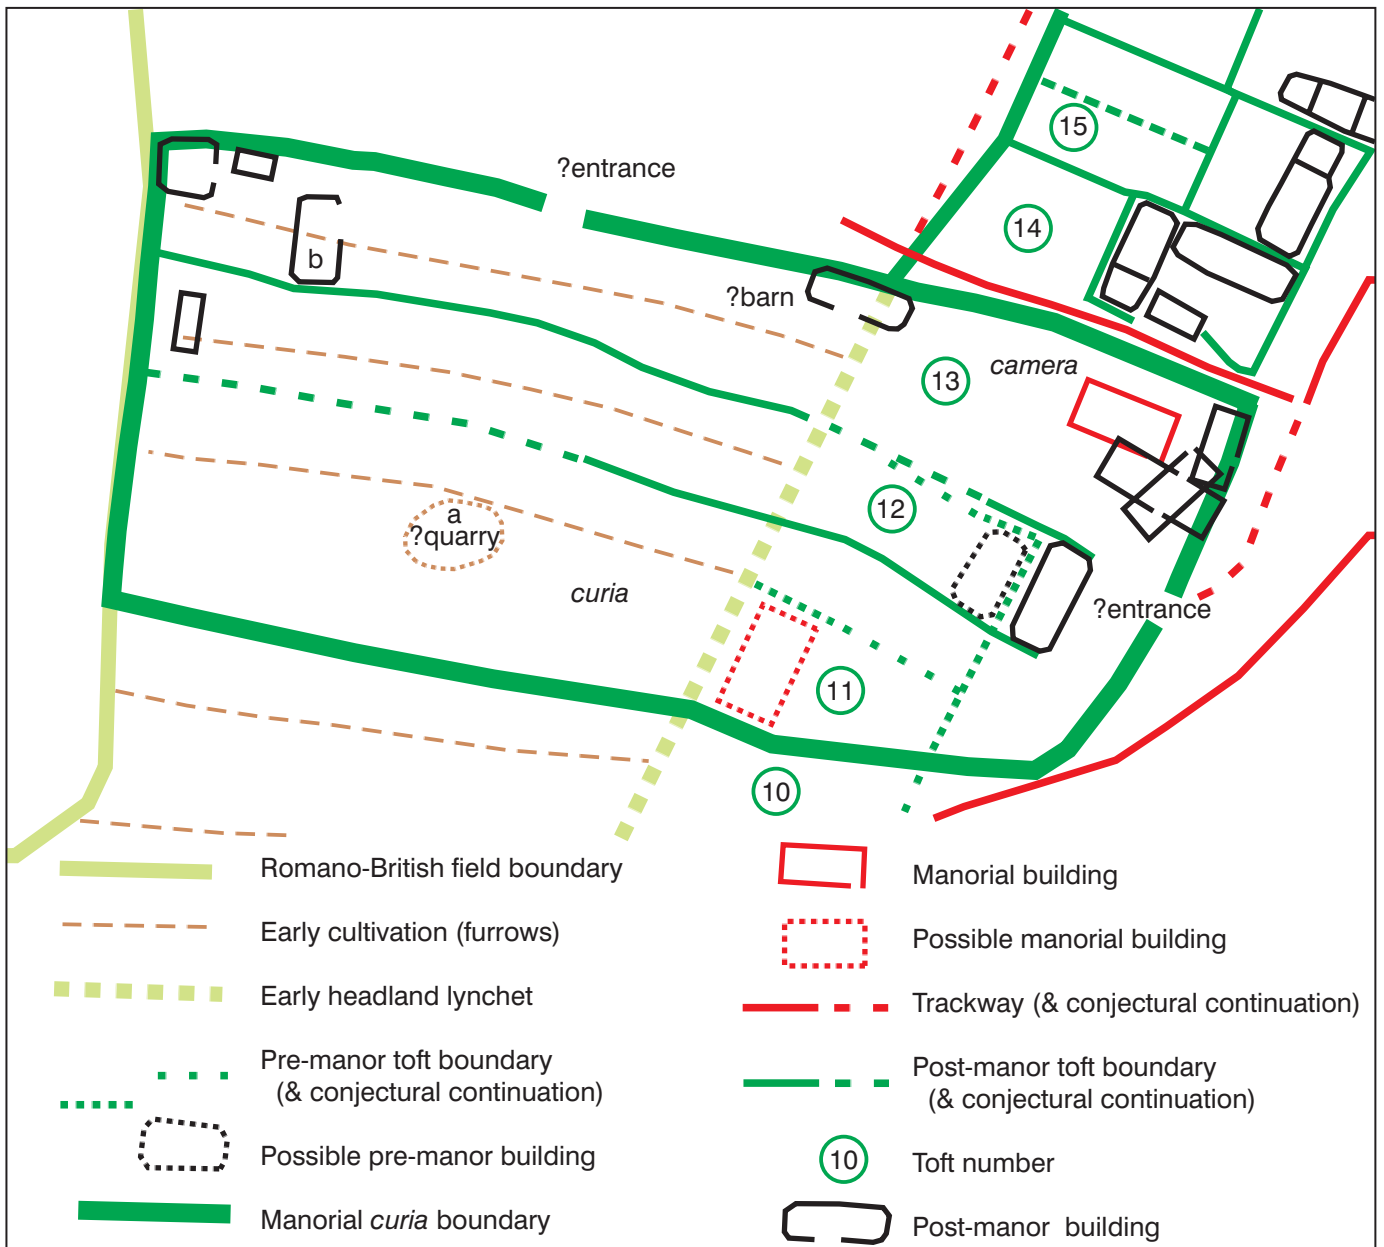 ?entrance
15
14
b
?barn
13
camera
12
a
?quarry
curia
?entrance
11
10
Romano-British field boundary
Early cultivation (furrows)
Early headland lynchet
Pre-manor toft boundary
(& conjectural continuation)
Possible pre-manor building
Manorial curia boundary
Manorial building
Possible manorial building
Trackway (& conjectural continuation)
Post-manor toft boundary
(& conjectural continuation)
10 Toft number
Post-manor building